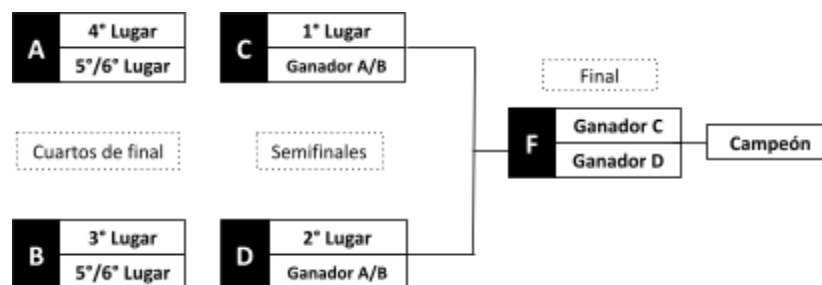 A
4° Lugar
5°/6° Lugar
C
1° Lugar
Ganador A/B
Final
F
Ganador C
Ganador D
Campeón
Cuartos de final
Semifinales
B
3° Lugar
5°/6° Lugar
D
2° Lugar
Ganador A/B